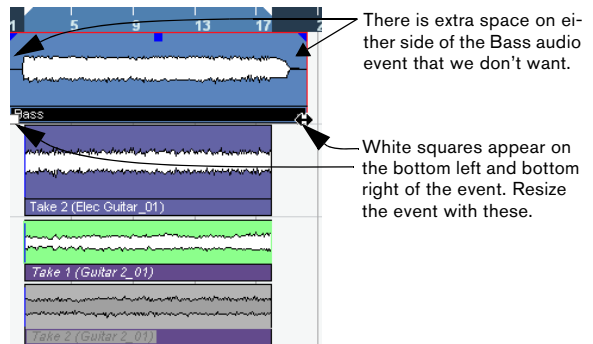 1 5 9 13 17 2
There is extra space on ei-
ther side of the Bass audio
event that we don't want.
Bass
White squares appear on
the bottom left and bottom
right of the event. Resize
the event with these.
Take 2 (Elec Guitar_01)
Take 1 (Guitar 2_01)
Take 2 (Guitar 2_01)